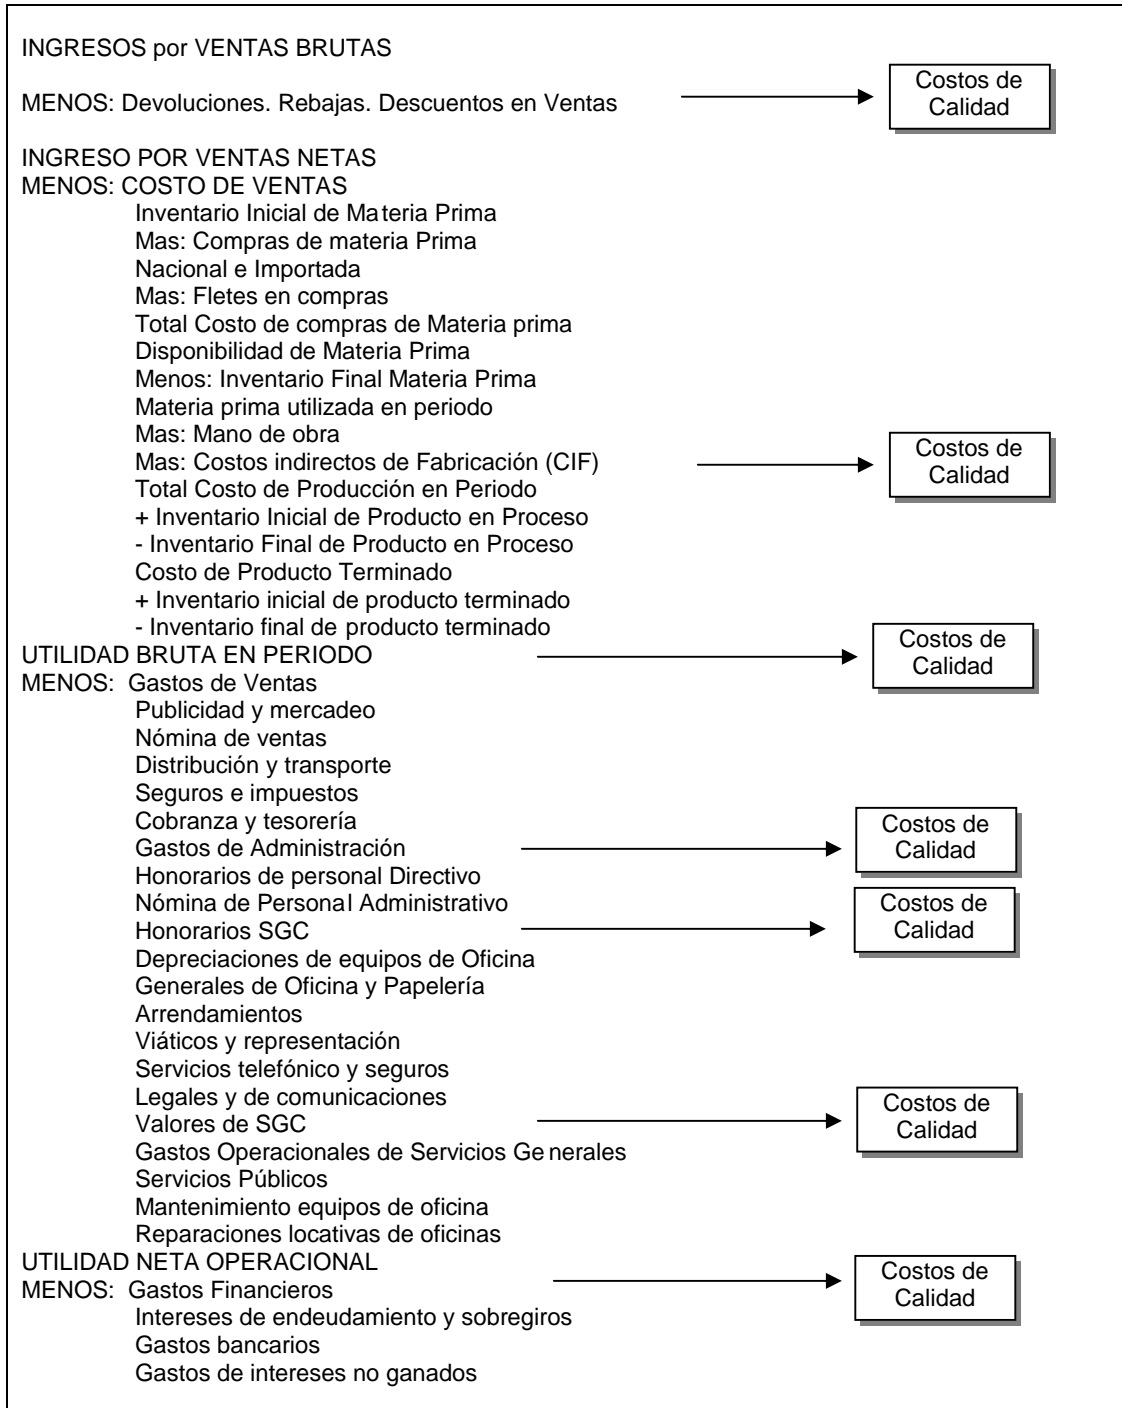 INGRESOS por VENTAS BRUTAS
MENOS: Devoluciones. Rebajas. Descuentos en Ventas
Costos de
Calidad
INGRESO POR VENTAS NETAS
MENOS: COSTO DE VENTAS
Inventario Inicial de Materia Prima
Mas: Compras de materia Prima
Nacional e Importada
Mas: Fletes en compras
Total Costo de compras de Materia prima
Disponibilidad de Materia Prima
Menos: Inventario Final Materia Prima
Materia prima utilizada en periodo
Mas: Mano de obra
Mas: Costos indirectos de Fabricación (CIF)
Costos de
Calidad
Total Costo de Producción en Periodo
+ Inventario Inicial de Producto en Proceso
- Inventario Final de Producto en Proceso
Costo de Producto Terminado
+ Inventario inicial de producto terminado
- Inventario final de producto terminado
UTILIDAD BRUTA EN PERIODO
Costos de
Calidad
MENOS: Gastos de Ventas
Publicidad y mercadeo
Nómina de ventas
Distribución y transporte
Seguros e impuestos
Cobranza y tesorería
Gastos de Administración
Costos de
Calidad
Honorarios de personal Directivo
Nómina de Personal Administrativo
Honorarios SGC
Costos de
Calidad
Depreciaciones de equipos de Oficina
Generales de Oficina y Papelería
Arrendamientos
Viáticos y representación
Servicios telefónico y seguros
Legales y de comunicaciones
Valores de SGC
Costos de
Calidad
Gastos Operacionales de Servicios Generales
Servicios Públicos
Mantenimiento equipos de oficina
Reparaciones locativas de oficinas
UTILIDAD NETA OPERACIONAL
MENOS: Gastos Financieros
Costos de
Calidad
Intereses de endeudamiento y sobregiros
Gastos bancarios
Gastos de intereses no ganados